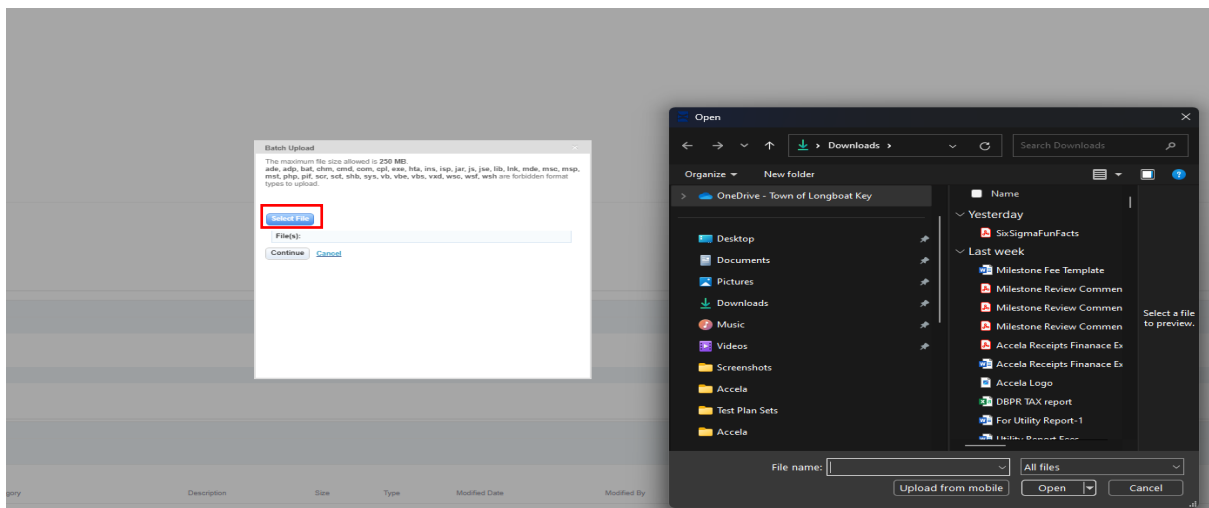 Batch Upload
The maximum file size allowed is 250 MB.
ade, adp, bat, chm, cmd, com, cpl, exe, hta, ins, isp, jar, js, jse, lib, lnk, mde, msc, msp,
mst, php, pif, scr, sct, shb, sys, vb, vbe, vbs, vxd, wsc, wsf, wsh are forbidden format
types to upload.
Select File
File(s):
Continue Cancel
gory Description Size Type Modified Date Modified By
Open
Downloads
Search Downloads
Organize New folder
OneDrive - Town of Longboat Key
Desktop
Documents
Pictures
Downloads
Music
Videos
Screenshots
Accela
Test Plan Sets
Accela
Name
Yesterday
SixSigmaFunFacts
Last week
Milestone Fee Template
Milestone Review Commen
Milestone Review Commen
Milestone Review Commen
Accela Receipts Finanace Ex
Accela Receipts Finanace Ex
Accela Logo
DBPR TAX report
For Utility Report-1
Utility Report Fees
Select a file
to preview.
File name:
All files
Upload from mobile Open Cancel